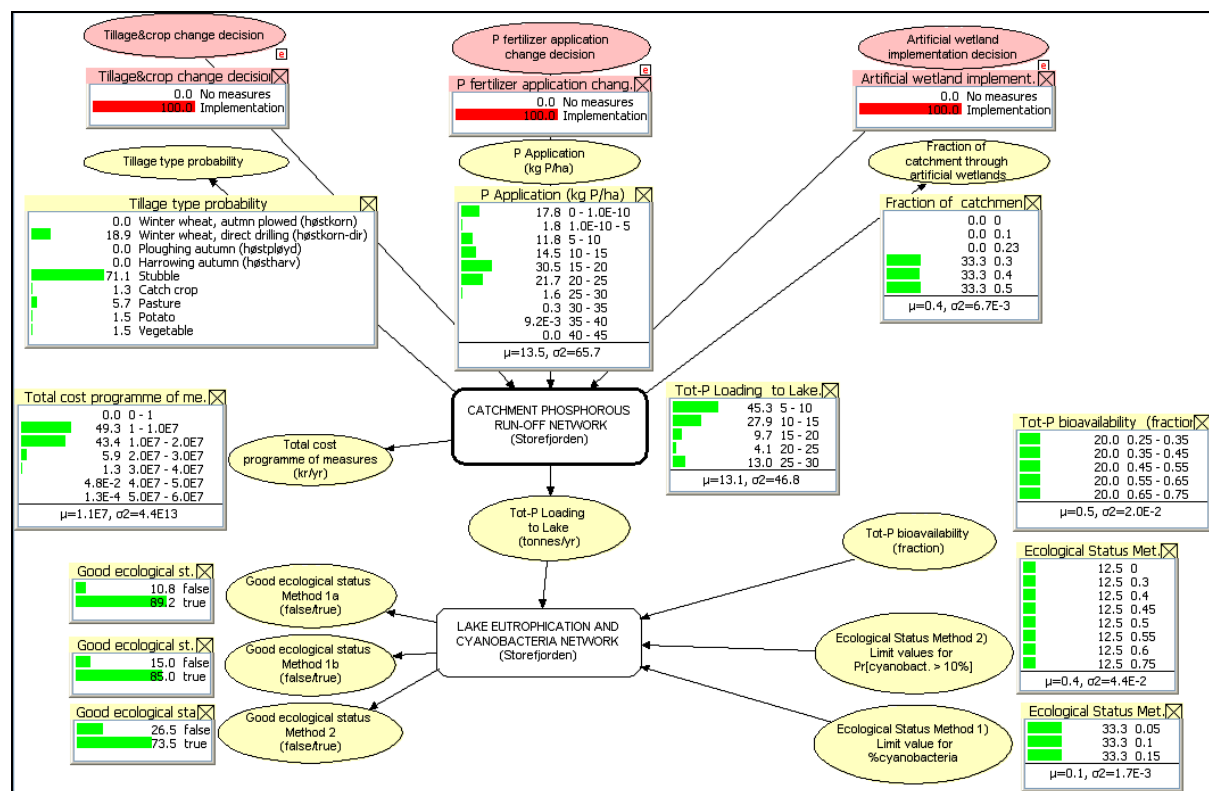 Tillage&crop change decision
e
Tillage&crop change decision
0.0 No measures
100.0 Implementation
P fertilizer application
change decision
e
P fertilizer application chang.
0.0 No measures
100.0 Implementation
Artificial wetland
implementation decision
e
Artificial wetland implement.
0.0 No measures
100.0 Implementation
Tillage type probability
Tillage type probability
0.0 Winter wheat, autmn plowed (høstkorn)
18.9 Winter wheat, direct drilling (høstkorn-dir)
0.0 Ploughing autumn (høstpløyd)
0.0 Harrowing autumn (høstharv)
71.1 Stubble
1.3 Catch crop
5.7 Pasture
1.5 Potato
1.5 Vegetable
P Application
(kg P/ha)
P Application (kg P/ha)
17.8 0 - 1.0E-10
1.8 1.0E-10 - 5
11.8 5 - 10
14.5 10 - 15
30.5 15 - 20
21.7 20 - 25
1.6 25 - 30
0.3 30 - 35
9.2E-3 35 - 40
0.0 40 - 45
μ=13.5, σ2=65.7
Fraction of
catchment through
artificial wetlands
Fraction of catchmen
0.0 0
0.0 0.1
0.0 0.23
33.3 0.3
33.3 0.4
33.3 0.5
μ=0.4, σ2=6.7E-3
Total cost programme of me.
0.0 0 - 1
49.3 1 - 1.0E7
43.4 1.0E7 - 2.0E7
5.9 2.0E7 - 3.0E7
1.3 3.0E7 - 4.0E7
4.8E-2 4.0E7 - 5.0E7
1.3E-4 5.0E7 - 6.0E7
μ=1.1E7, σ2=4.4E13
Total cost
programme of measures
(kr/yr)
CATCHMENT PHOSPHOROUS
RUN-OFF NETWORK
(Storefjorden)
Tot-P Loading to Lake.
45.3 5 - 10
27.9 10 - 15
9.7 15 - 20
4.1 20 - 25
13.0 25 - 30
μ=13.1, σ2=46.8
Tot-P bioavailability (fraction
20.0 0.25 - 0.35
20.0 0.35 - 0.45
20.0 0.45 - 0.55
20.0 0.55 - 0.65
20.0 0.65 - 0.75
μ=0.5, σ2=2.0E-2
Tot-P Loading
to Lake
(tonnes/yr)
Tot-P bioavailability
(fraction)
Good ecological st.
10.8 false
89.2 true
Good ecological status
Method 1a
(false/true)
Good ecological st.
15.0 false
85.0 true
Good ecological status
Method 1b
(false/true)
Good ecological sta
26.5 false
73.5 true
Good ecological status
Method 2
(false/true)
LAKE EUTROPHICATION AND
CYANOBACTERIA NETWORK
(Storefjorden)
Ecological Status Method 2)
Limit values for
Pr[cyanobact. > 10%]
Ecological Status Met.
12.5 0
12.5 0.3
12.5 0.4
12.5 0.45
12.5 0.5
12.5 0.55
12.5 0.6
12.5 0.75
μ=0.4, σ2=4.4E-2
Ecological Status Method 1)
Limit value for
%cyanobacteria
Ecological Status Met.
33.3 0.05
33.3 0.1
33.3 0.15
μ=0.1, σ2=1.7E-3